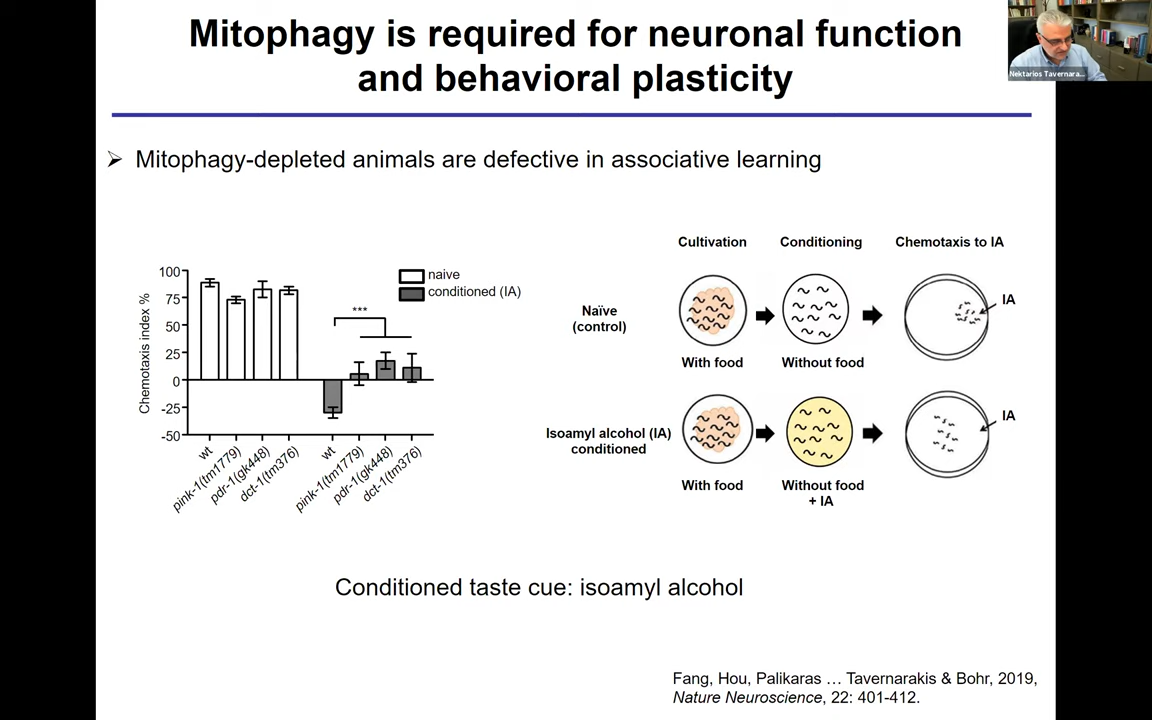 Mitophagy is required for neuronal function
and behavioral plasticity
Nektarios Tavernara...
➢ Mitophagy-depleted animals are defective in associative learning
Chemotaxis index %
100
75
50
25
0
-25
-50
naive
conditioned (IA)
***
wt
pink-1(tm1779)
pdr-1(gk448)
dct-1(tm376)
wt
pink-1(tm1779)
pdr-1(gk448)
dct-1(tm376)
Cultivation
Conditioning
Chemotaxis to IA
Naïve
(control)
IA
With food
Without food
Isoamyl alcohol (IA)
conditioned
IA
With food
Without food
+ IA
Conditioned taste cue: isoamyl alcohol
Fang, Hou, Palikaras … Tavernarakis & Bohr, 2019,
Nature Neuroscience, 22: 401-412.